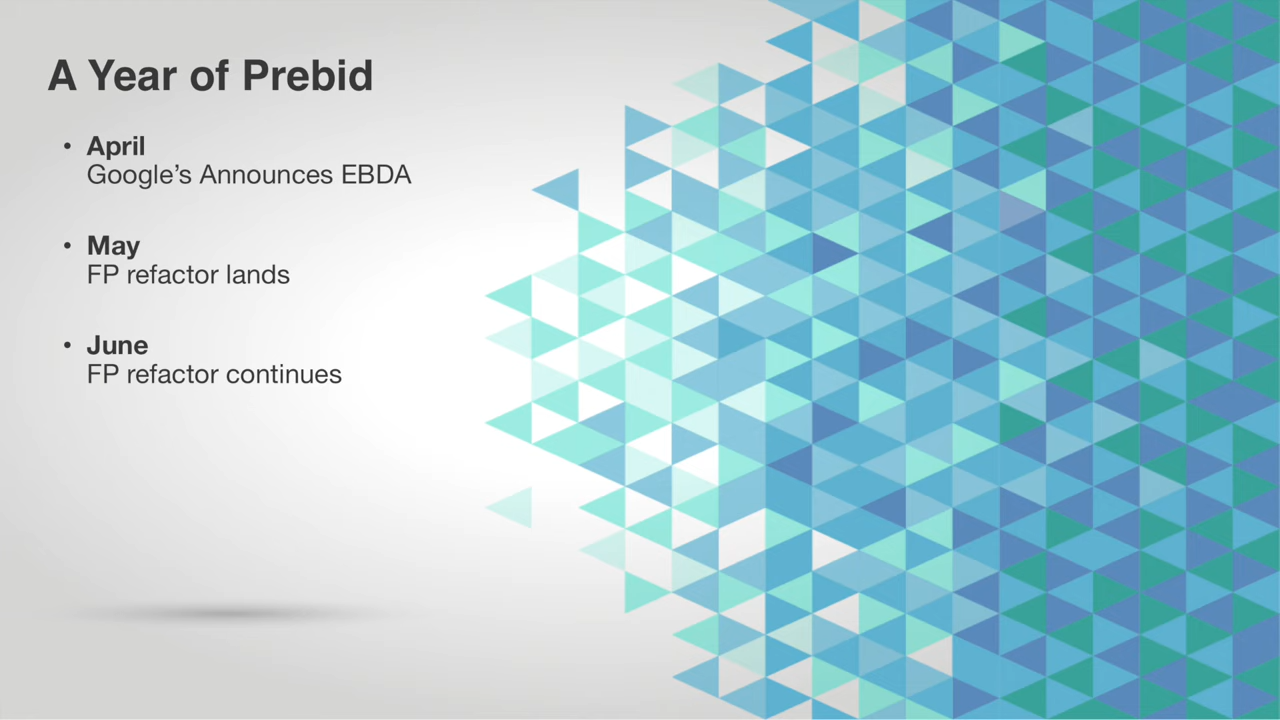 A Year of Prebid
• April
Google’s Announces EBDA
• May
FP refactor lands
• June
FP refactor continues